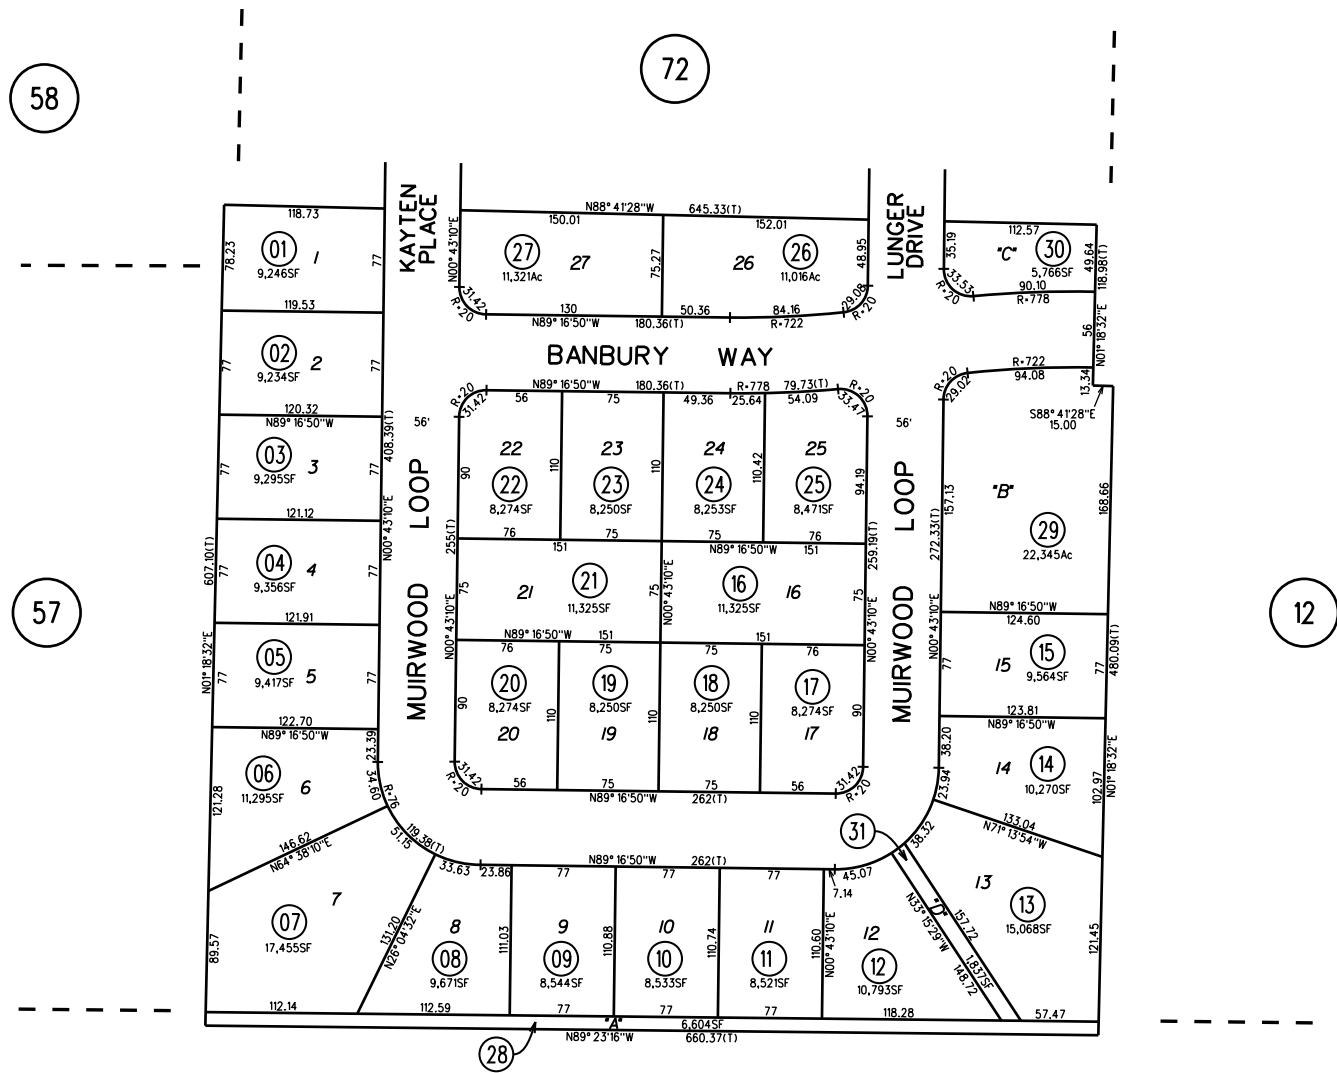 58
72
57
12
KAYTEN
PLACE
LUNGER
DRIVE
BANBURY WAY
MUIRWOOD LOOP
MUIRWOOD LOOP
N88°41'28"W 645.33(T)
118.73
78.23
01
1
9,246SF
77
119.53
02
2
9,234SF
77
77
120.32
N89°16'50"W
03
3
9,295SF
77
77
121.12
04
4
9,356SF
77
77
121.91
05
5
9,417SF
77
77
122.70
N89°16'50"W
06
6
11,295SF
121.28
23.39
34.60
R=76
146.62
N64°38'10"E
607.10(T)
N01°18'32"E
408.39(T)
N00°43'10"E
56'
07
7
17,455SF
89.57
112.14
51.15
119.38(T)
131.20
N26°04'32"E
33.63
23.86
8
08
9,671SF
112.59
111.03
N89°16'50"W 262(T)
77
9
09
8,544SF
77
110.88
77
10
10
8,533SF
77
110.74
77
11
11
8,521SF
77
110.60
N00°43'10"E
7.14
45.07
12
12
10,793SF
118.28
N33°15'29"W
148.72
"D"
157.72
1,837SF
31
38.32
13
13
15,068SF
57.47
121.45
133.04
N71°13'54"W
23.94
38.20
14
14
10,270SF
102.97
N01°18'32"E
123.81
N89°16'50"W
15
15
9,564SF
77
77
480.09(T)
N89°16'50"W
124.60
"B"
29
22,345Ac
157.13
272.33(T)
N00°43'10"E
168.66
S88°41'28"E
15.00
13.34
R=722
94.08
R=20
29.02
56
N01°18'32"E
118.98(T)
49.64
112.57
"C"
30
5,766SF
35.19
33.53
R=20
90.10
R=778
150.01
27
27
11,321Ac
N00°43'10"E
75.27
31.42
R=20
130
N89°16'50"W 180.36(T)
152.01
26
26
11,016Ac
48.95
29.08
R=20
50.36
84.16
R=722
N89°16'50"W 180.36(T)
R=778 79.73(T)
R=20
31.42
56
75
49.36
25.64
54.09
R=20
33.47
56'
22
22
8,274SF
90
110
76
23
23
8,250SF
110
75
24
24
8,253SF
110.42
75
25
25
8,471SF
94.19
76
N89°16'50"W
255(T)
N00°43'10"E
259.19(T)
N00°43'10"E
151
21
21
11,325SF
75
75
N00°43'10"E
151
16
16
11,325SF
75
N89°16'50"W 151
151
76
20
8,274SF
20
90
110
75
19
8,250SF
19
110
75
18
8,250SF
18
110
76
17
8,274SF
17
90
31.42
R=20
56
75
75
56
31.42
R=20
N89°16'50"W 262(T)
"A"
6,604SF
N89°23'16"W 660.37(T)
28